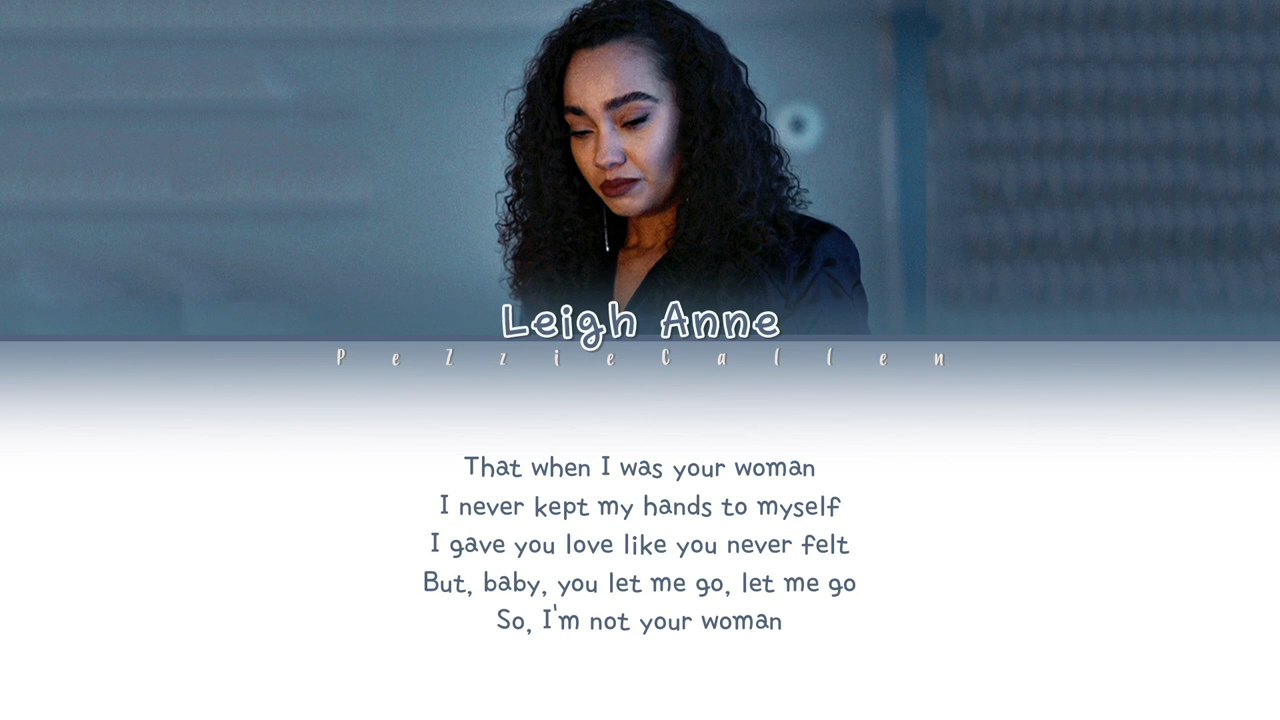 Leigh Anne
PeZzieCallen
That when I was your woman
I never kept my hands to myself
I gave you love like you never felt
But, baby, you let me go, let me go
So, I'm not your woman